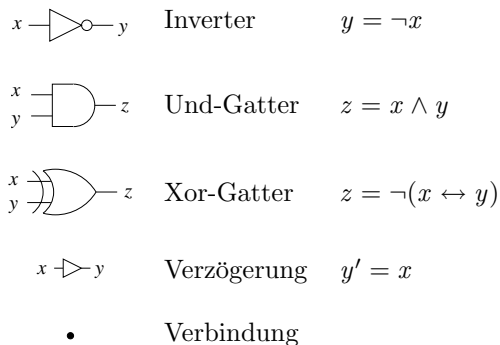 x y Inverter y = ¬x
x y z Und-Gatter z = x ∧ y
x y z Xor-Gatter z = ¬(x ↔ y)
x y Verzögerung y′ = x
Verbindung